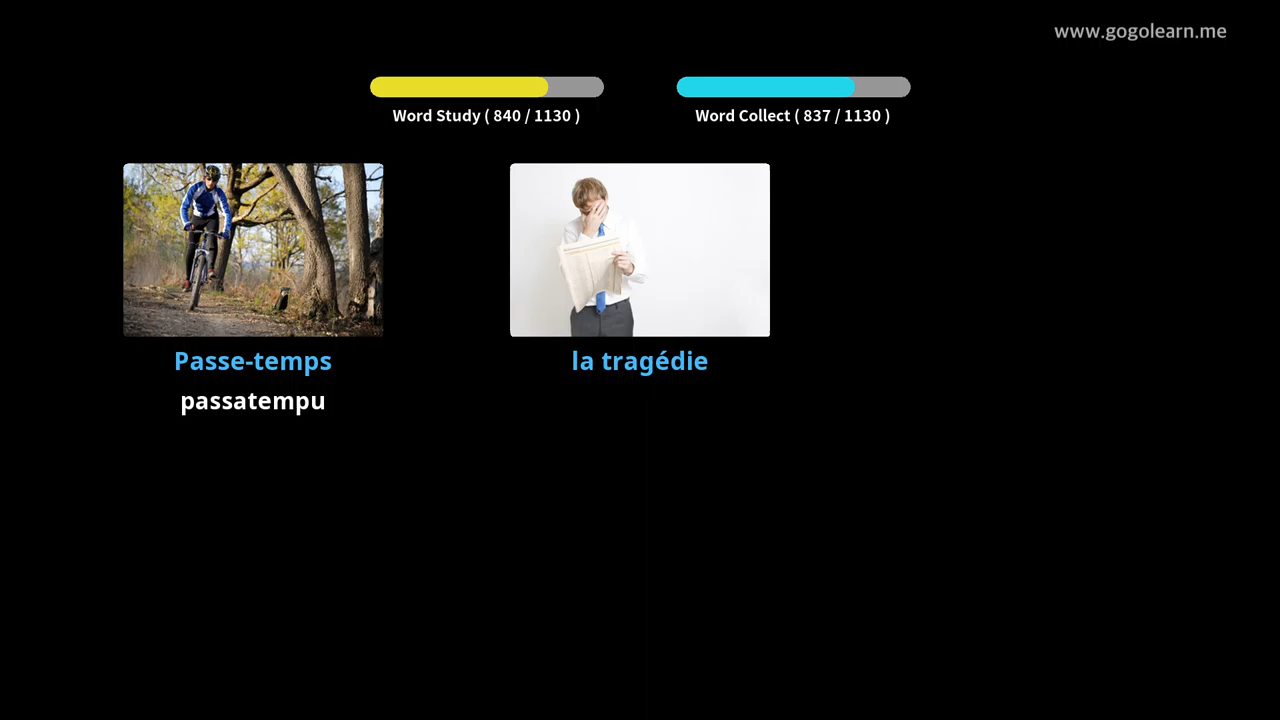 www.gogolearn.me
Word Study ( 840 / 1130 )
Word Collect ( 837 / 1130 )
Passe-temps
passatempu
la tragédie